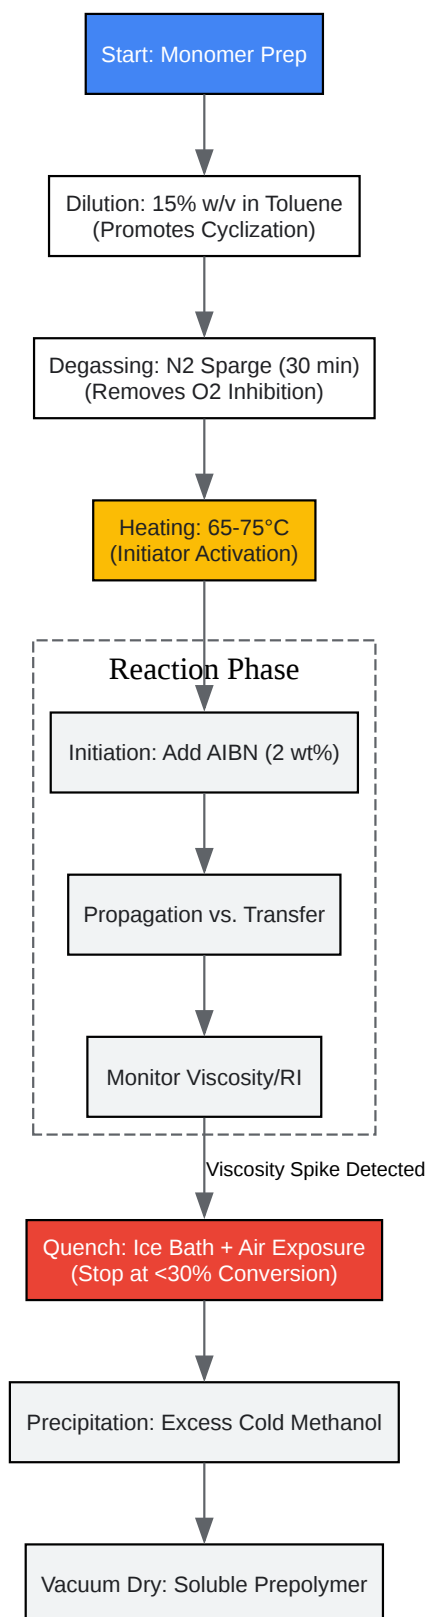 Start: Monomer Prep
Dilution: 15% w/v in Toluene
(Promotes Cyclization)
Degassing: N2 Sparge (30 min)
(Removes O2 Inhibition)
Heating: 65-75°C
(Initiator Activation)
Reaction Phase
Initiation: Add AIBN (2 wt%)
Propagation vs. Transfer
Monitor Viscosity/RI
Viscosity Spike Detected
Quench: Ice Bath + Air Exposure
(Stop at <30% Conversion)
Precipitation: Excess Cold Methanol
Vacuum Dry: Soluble Prepolymer